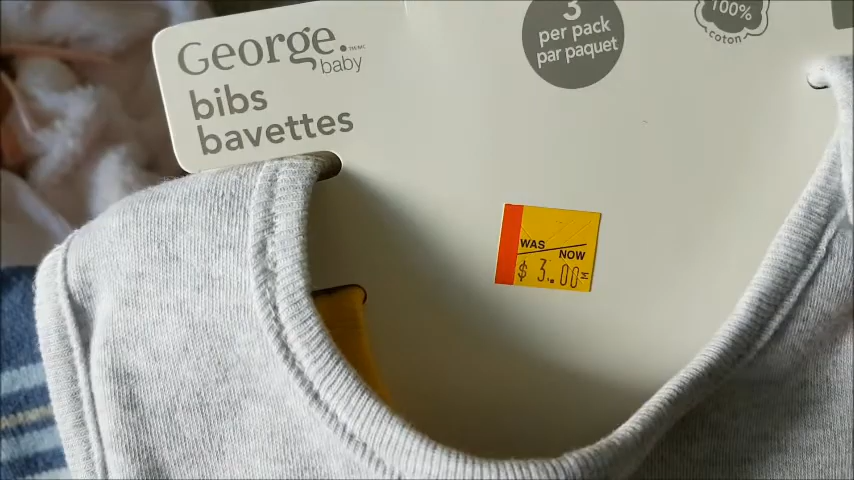 George.
baby
bibs
bavettes
3
per pack
par paquet
100%
coton
WAS
NOW
$ 3.00